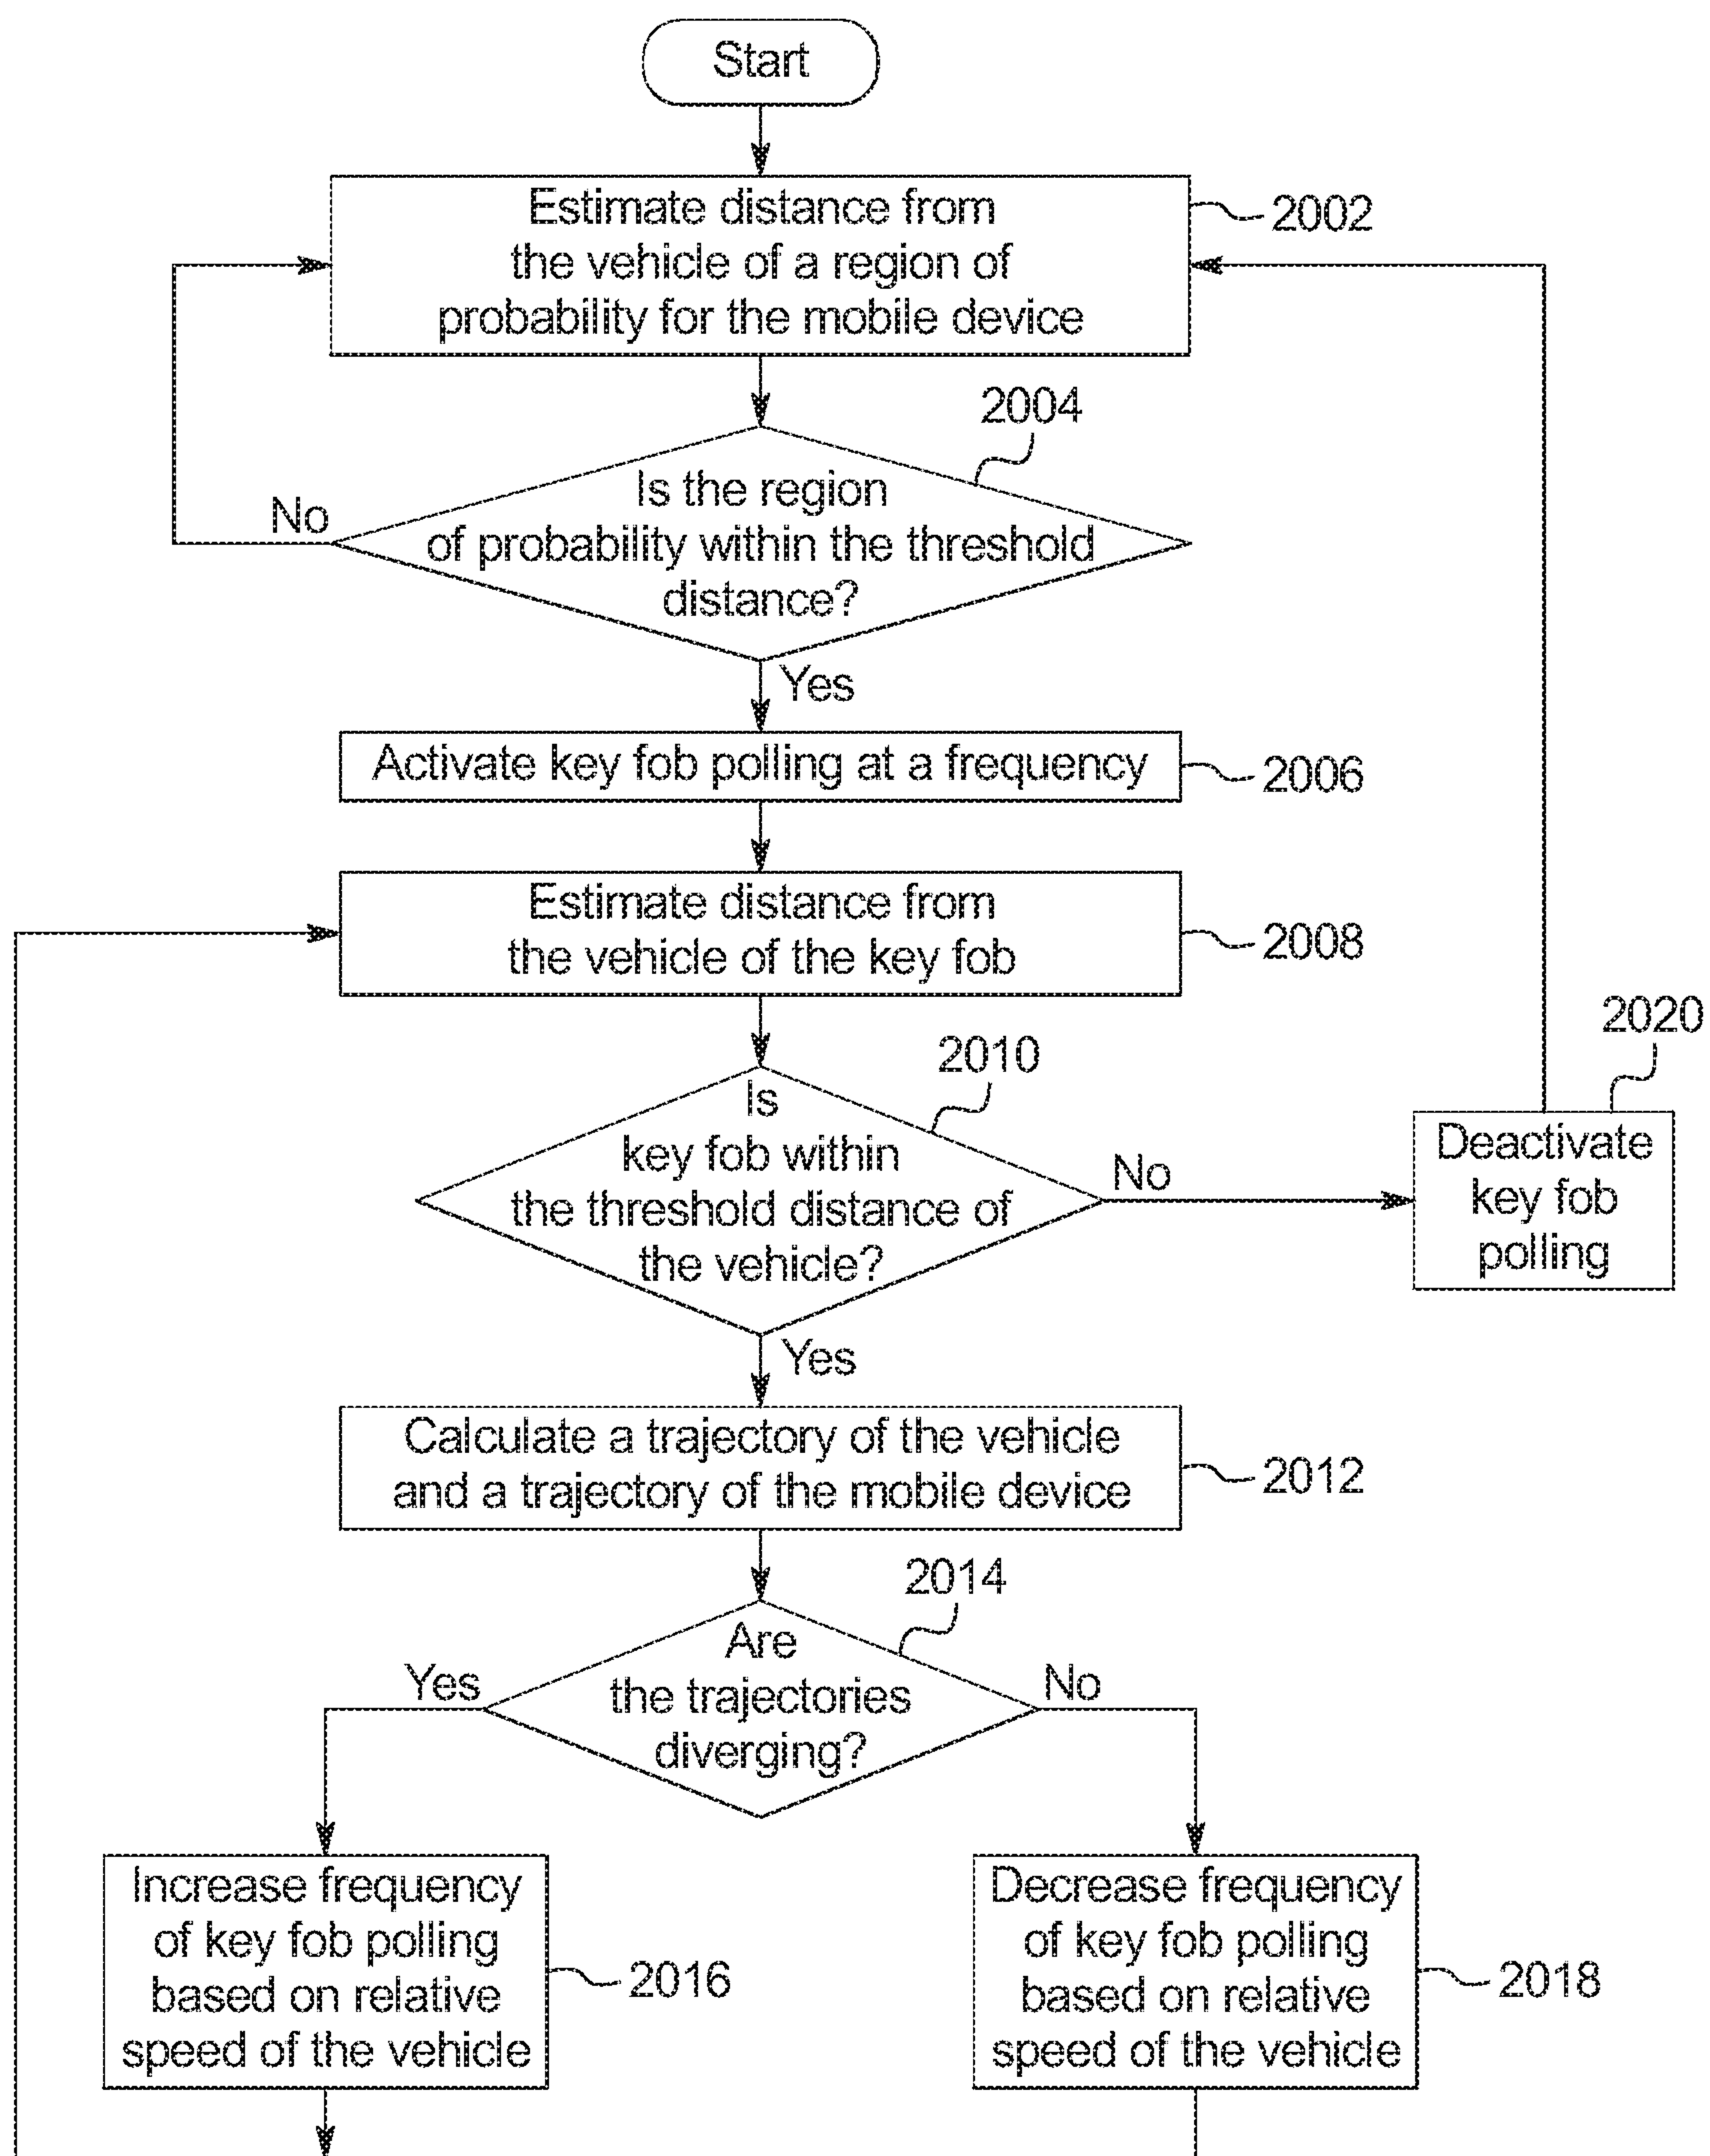 Start
Estimate distance from
the vehicle of a region of
probability for the mobile device
2002
2004
Is the region
of probability within the threshold
distance?
No
Yes
Activate key fob polling at a frequency
2006
Estimate distance from
the vehicle of the key fob
2008
2010
Is
key fob within
the threshold distance of
the vehicle?
No
2020
Deactivate
key fob
polling
Yes
Calculate a trajectory of the vehicle
and a trajectory of the mobile device
2012
2014
Are
the trajectories
diverging?
Yes
No
Increase frequency
of key fob polling
based on relative
speed of the vehicle
2016
Decrease frequency
of key fob polling
based on relative
speed of the vehicle
2018